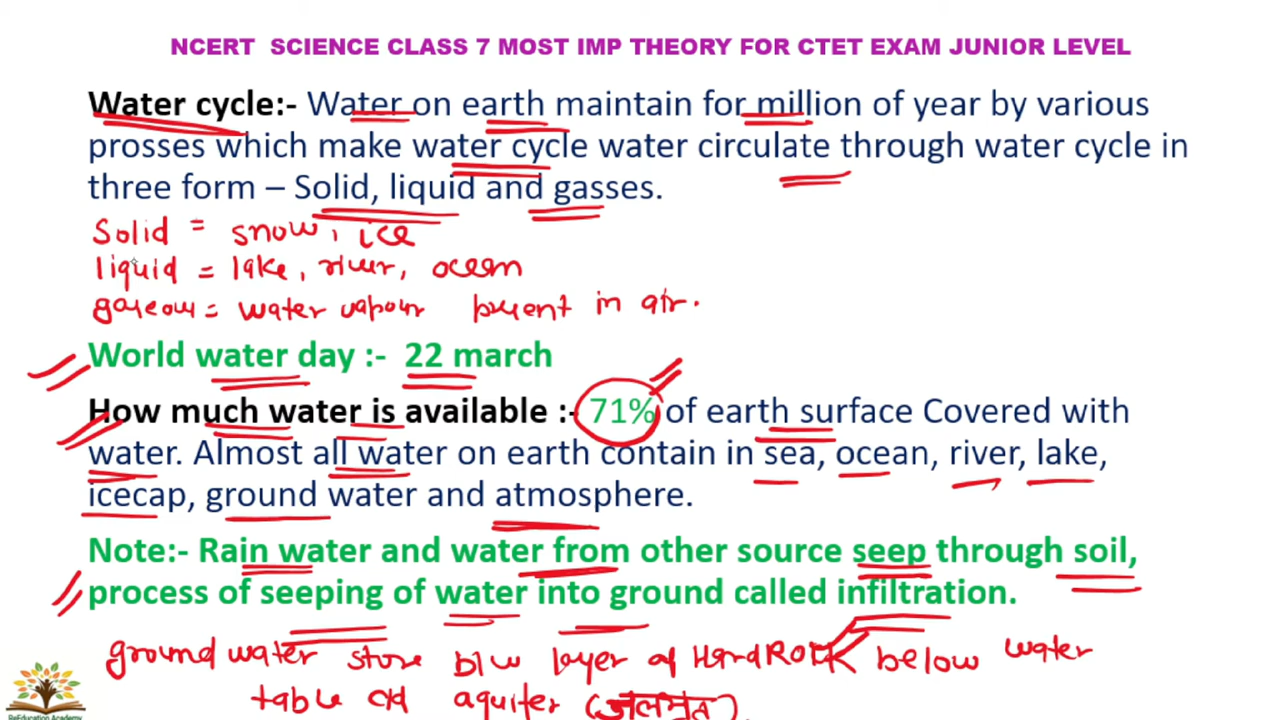 NCERT SCIENCE CLASS 7 MOST IMP THEORY FOR CTET EXAM JUNIOR LEVEL
Water cycle:- Water on earth maintain for million of year by various
prosses which make water cycle water circulate through water cycle in
three form – Solid, liquid and gasses.
Solid = snow, ice
liquid = lake, river, ocean
gaseous = water vapour present in air.
World water day :- 22 march
How much water is available :- 71% of earth surface Covered with
water. Almost all water on earth contain in sea, ocean, river, lake,
icecap, ground water and atmosphere.
Note:- Rain water and water from other source seep through soil,
process of seeping of water into ground called infiltration.
ground water store b/w layer of Hard ROCK below water
table cld aquifer (
ReEducation Academy